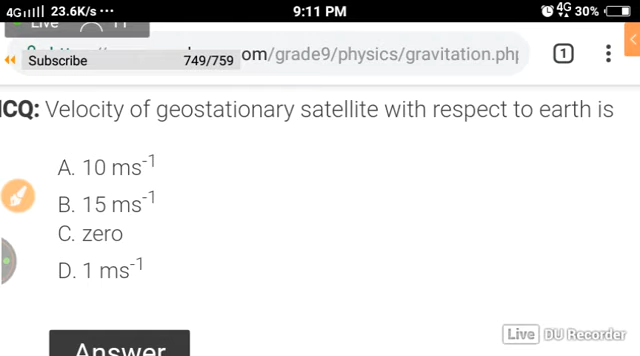 4G 23.6K/s ... 9:11 PM 4G 30%
Live
Subscribe 749/759 om/grade9/physics/gravitation.ph 1
CQ: Velocity of geostationary satellite with respect to earth is
A. 10 ms-1
B. 15 ms-1
C. zero
D. 1 ms-1
Answer
Live DU Recorder